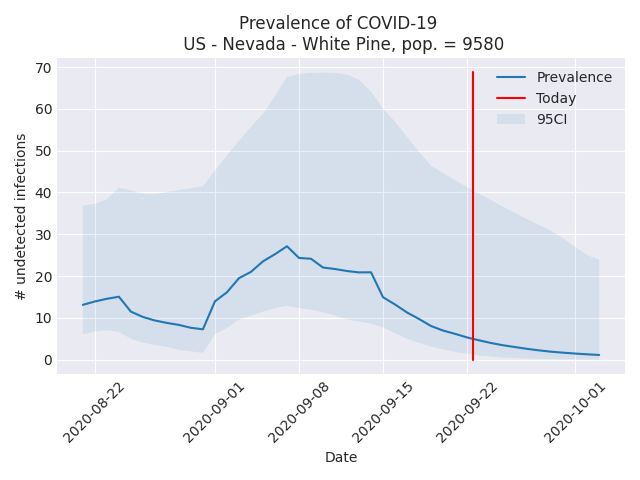 Prevalence of COVID-19
US - Nevada - White Pine, pop. = 9580
70
60
50
40
30
20
10
0
# undetected infections
Prevalence
Today
95CI
2020-08-22
2020-09-01
2020-09-08
2020-09-15
2020-09-22
2020-10-01
Date